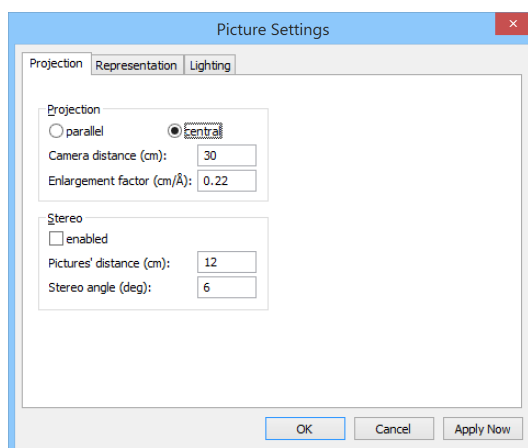 Picture Settings
Projection Representation Lighting
Projection
parallel central
Camera distance (cm): 30
Enlargement factor (cm/Å): 0.22
Stereo
enabled
Pictures' distance (cm): 12
Stereo angle (deg): 6
OK Cancel Apply Now